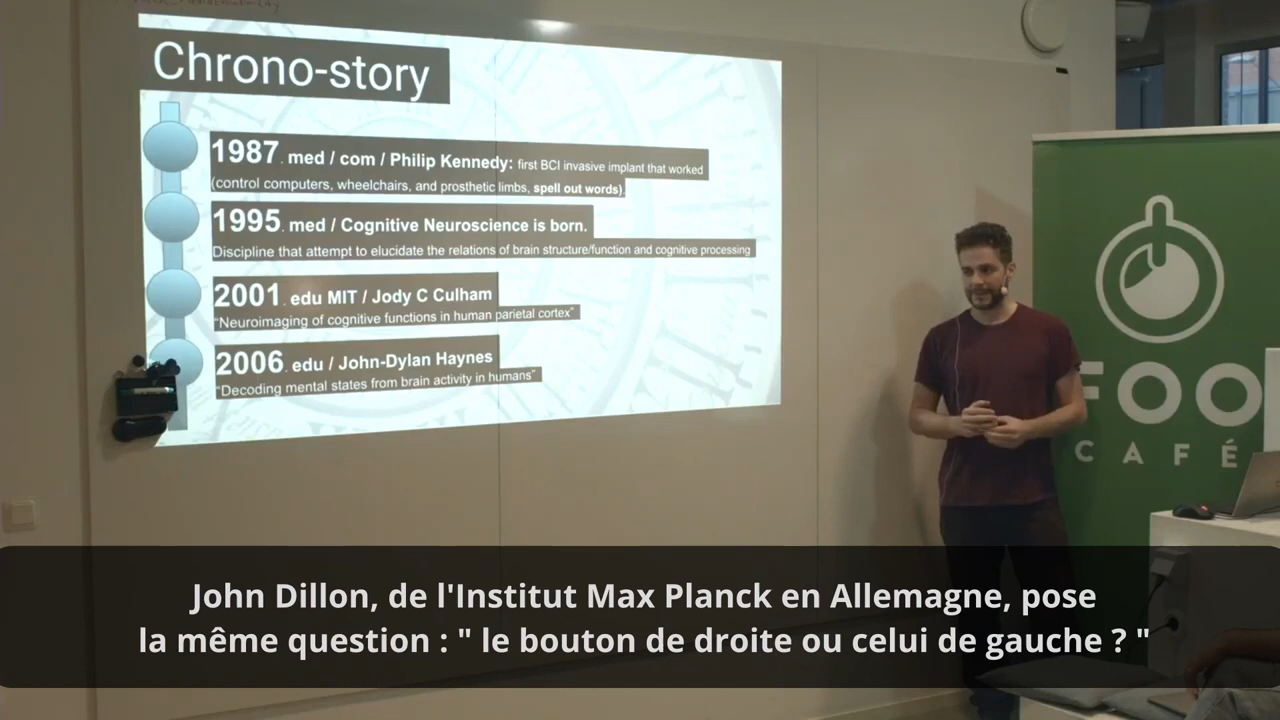 Chrono-story
1987. med / com / Philip Kennedy: first BCI invasive implant that worked
(control computers, wheelchairs, and prosthetic limbs, spell out words).
1995. med / Cognitive Neuroscience is born.
Discipline that attempt to elucidate the relations of brain structure/function and cognitive processing
2001. edu MIT / Jody C Culham
"Neuroimaging of cognitive functions in human parietal cortex"
2006. edu / John-Dylan Haynes
"Decoding mental states from brain activity in humans"
FOO
CAFÉ
John Dillon, de l'Institut Max Planck en Allemagne, pose
la même question : " le bouton de droite ou celui de gauche ? "